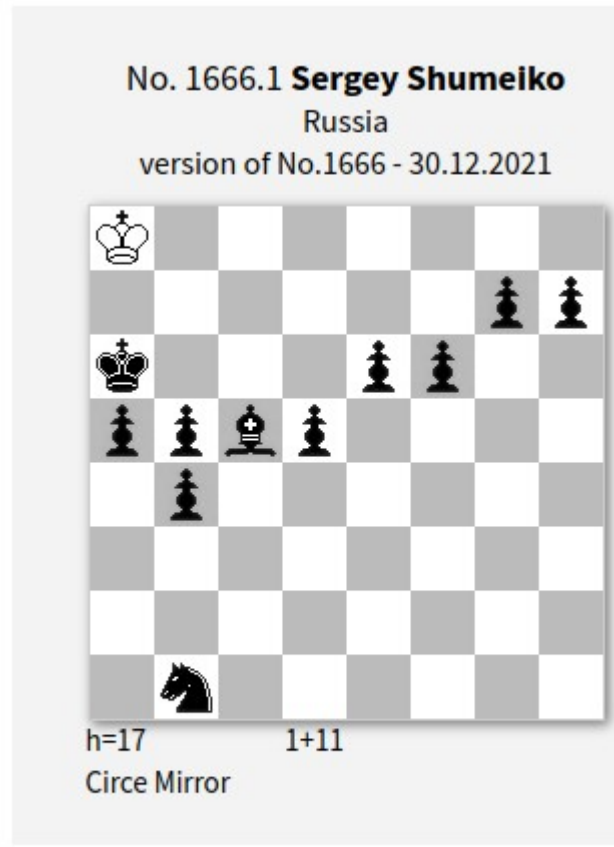 No. 1666.1 Sergey Shumeiko
Russia
version of No.1666 - 30.12.2021
h=17 1+11
Circe Mirror